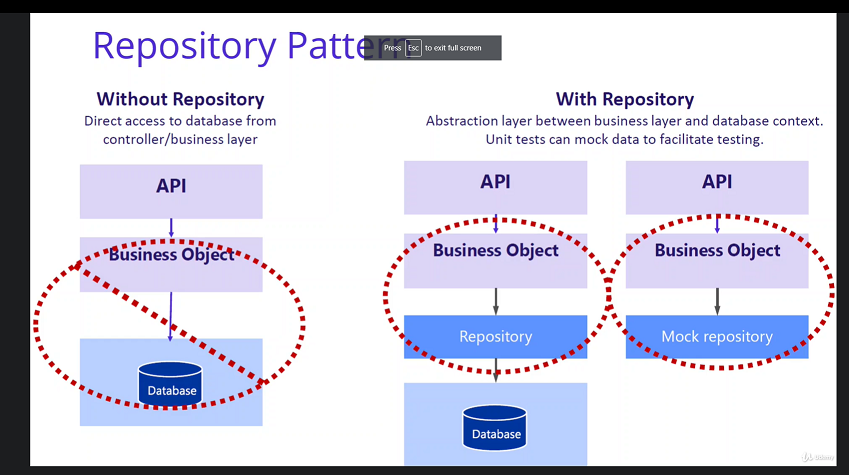 Repository Pattern
Press Esc to exit full screen
Without Repository
Direct access to database from
controller/business layer
API
Business Object
Database
With Repository
Abstraction layer between business layer and database context.
Unit tests can mock data to facilitate testing.
API
Business Object
Repository
Database
API
Business Object
Mock repository
Udemy